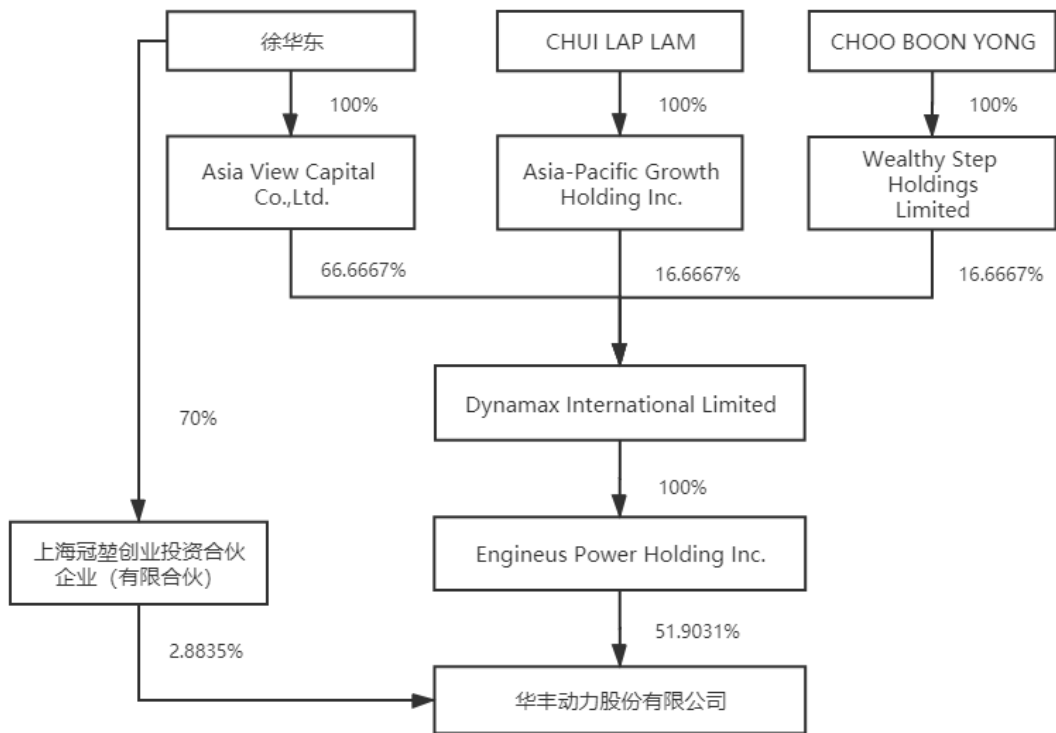 徐华东
CHUI LAP LAM
CHOO BOON YONG
100%
100%
100%
Asia View Capital
Co.,Ltd.
Asia-Pacific Growth
Holding Inc.
Wealthy Step
Holdings
Limited
66.6667%
16.6667%
16.6667%
Dynamax International Limited
70%
100%
上海冠堃创业投资合伙
企业（有限合伙）
Engineus Power Holding Inc.
2.8835%
51.9031%
华丰动力股份有限公司